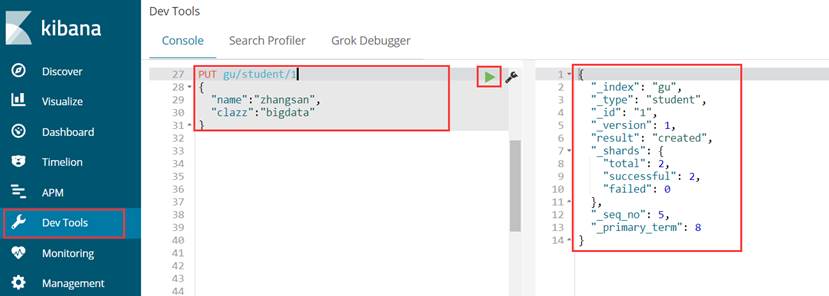 kibana
Discover
Visualize
Dashboard
Timelion
APM
Dev Tools
Monitoring
Management
Dev Tools
Console Search Profiler Grok Debugger
27 PUT gu/student/1
28 {
29 "name":"zhangsan",
30 "clazz":"bigdata"
31 }
32
33
34
35
36
37
38
39
40
41
42
43
44
1 {
2 "_index": "gu",
3 "_type": "student",
4 "_id": "1",
5 "_version": 1,
6 "result": "created",
7 "_shards": {
8 "total": 2,
9 "successful": 2,
10 "failed": 0
11 },
12 "_seq_no": 5,
13 "_primary_term": 8
14 }